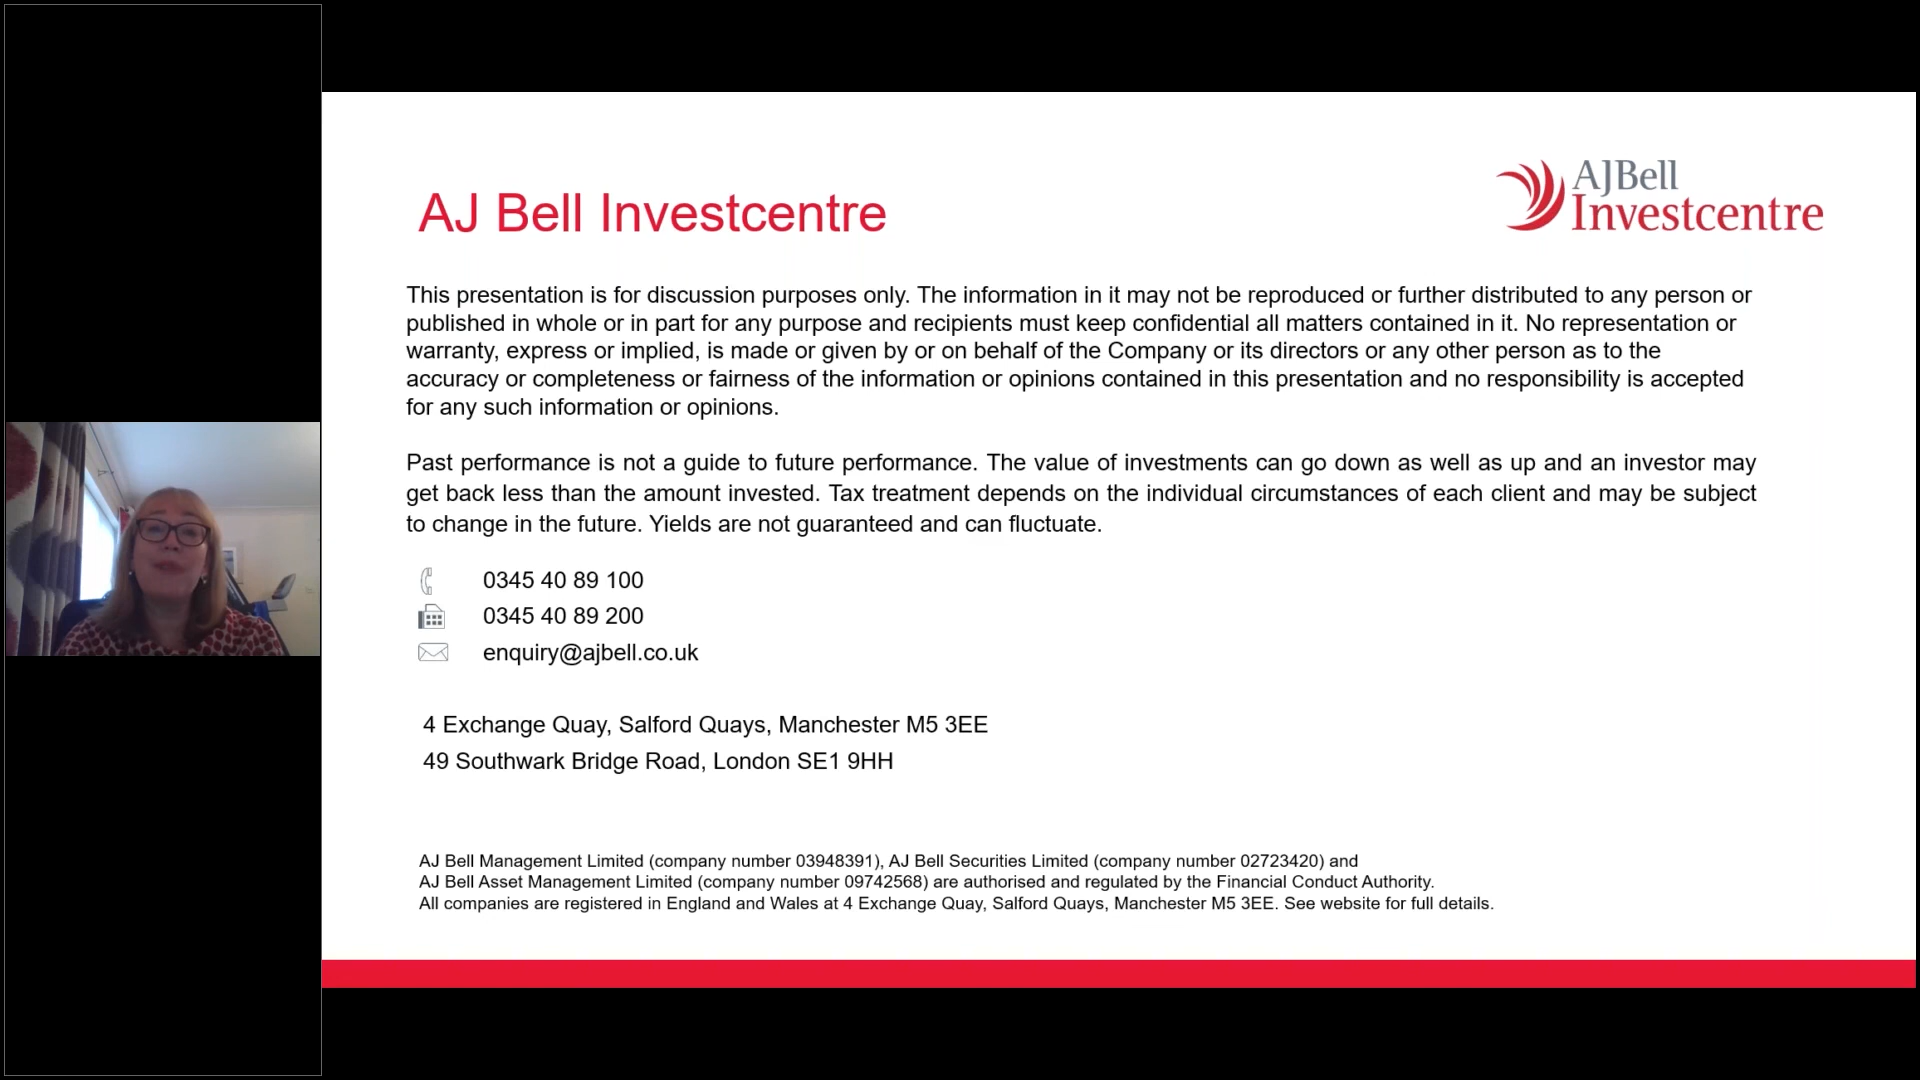 AJ Bell Investcentre
AJBell
Investcentre
This presentation is for discussion purposes only. The information in it may not be reproduced or further distributed to any person or
published in whole or in part for any purpose and recipients must keep confidential all matters contained in it. No representation or
warranty, express or implied, is made or given by or on behalf of the Company or its directors or any other person as to the
accuracy or completeness or fairness of the information or opinions contained in this presentation and no responsibility is accepted
for any such information or opinions.
Past performance is not a guide to future performance. The value of investments can go down as well as up and an investor may
get back less than the amount invested. Tax treatment depends on the individual circumstances of each client and may be subject
to change in the future. Yields are not guaranteed and can fluctuate.
0345 40 89 100
0345 40 89 200
enquiry@ajbell.co.uk
4 Exchange Quay, Salford Quays, Manchester M5 3EE
49 Southwark Bridge Road, London SE1 9HH
AJ Bell Management Limited (company number 03948391), AJ Bell Securities Limited (company number 02723420) and
AJ Bell Asset Management Limited (company number 09742568) are authorised and regulated by the Financial Conduct Authority.
All companies are registered in England and Wales at 4 Exchange Quay, Salford Quays, Manchester M5 3EE. See website for full details.